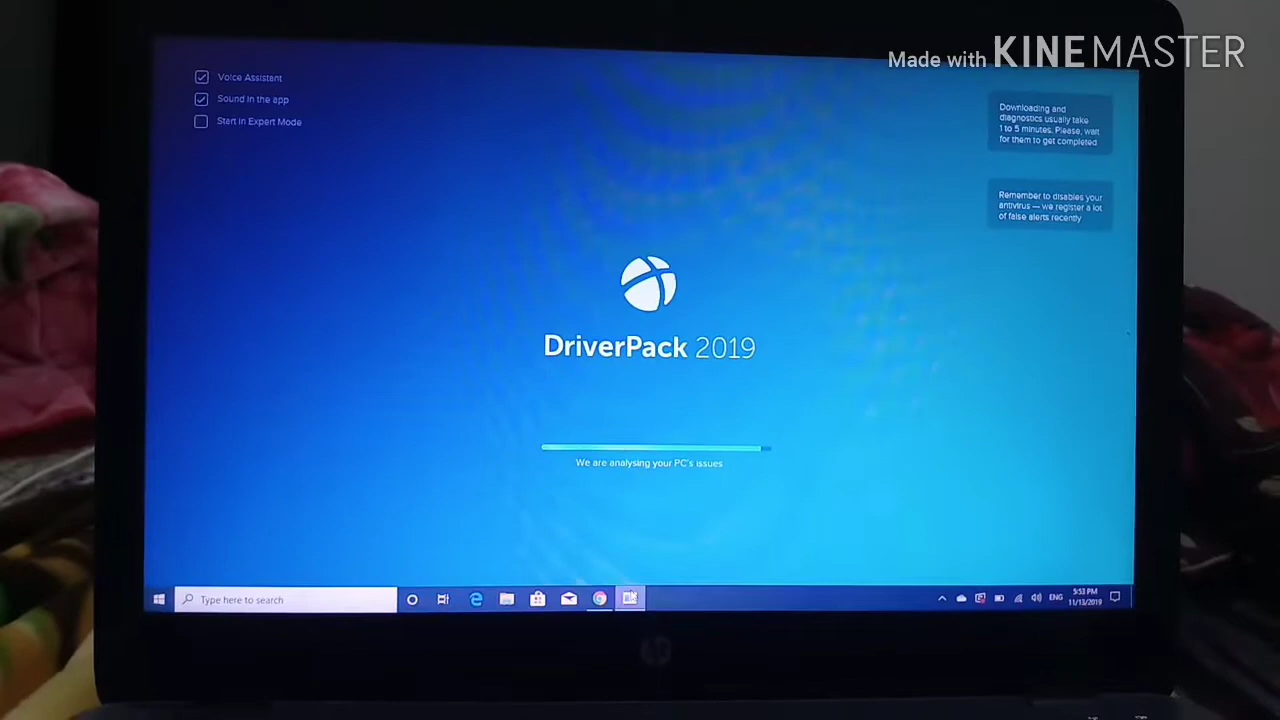 Made with KINEMASTER
Voice Assistant
Sound in the app
Start in Expert Mode
Downloading and
diagnostics usually take
1 to 5 minutes. Please, wait
for them to get completed
Remember to disables your
antivirus — we register a lot
of false alerts recently
DriverPack 2019
We are analysing your PC's issues
Type here to search
ENG
5:53 PM
11/13/2019
hp